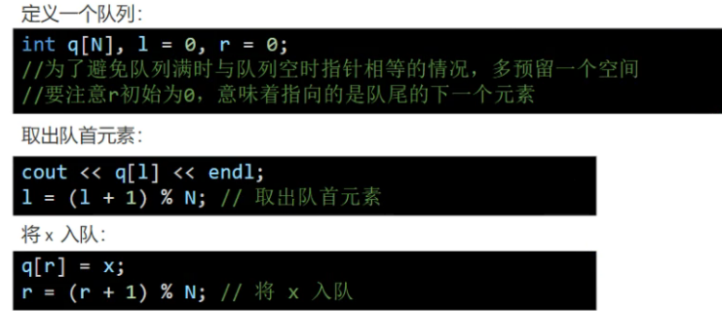 定义一个队列：
int q[N], l = 0, r = 0;
//为了避免队列满时与队列空时指针相等的情况，多预留一个空间
//要注意r初始为0，意味着指向的是队尾的下一个元素
取出队首元素：
cout << q[l] << endl;
l = (l + 1) % N; // 取出队首元素
将 x 入队：
q[r] = x;
r = (r + 1) % N; // 将 x 入队